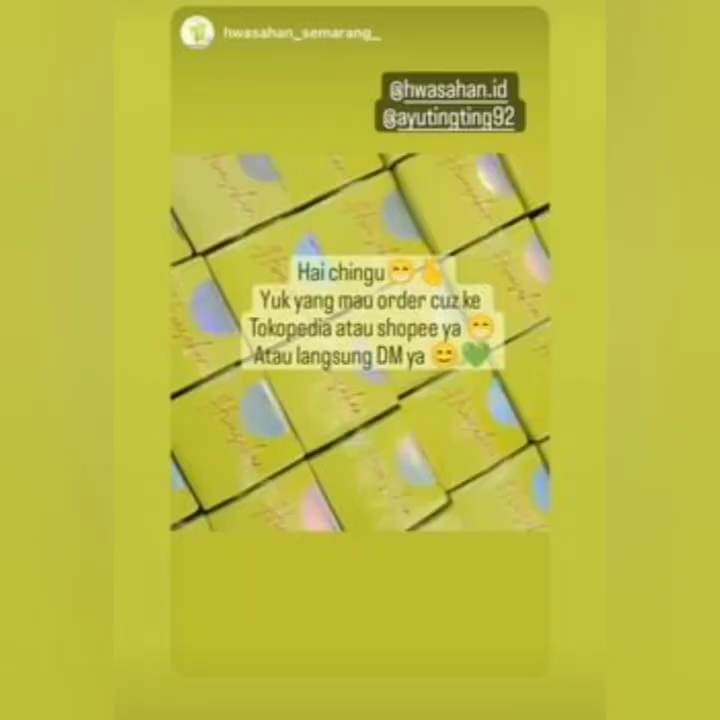 hwasahan_semarang_
@hwasahan.id
@ayutingting92
Hai chingu😁👌
Yuk yang mau order cuz ke
Tokopedia atau shopee ya 😁
Atau langsung DM ya 😊💚